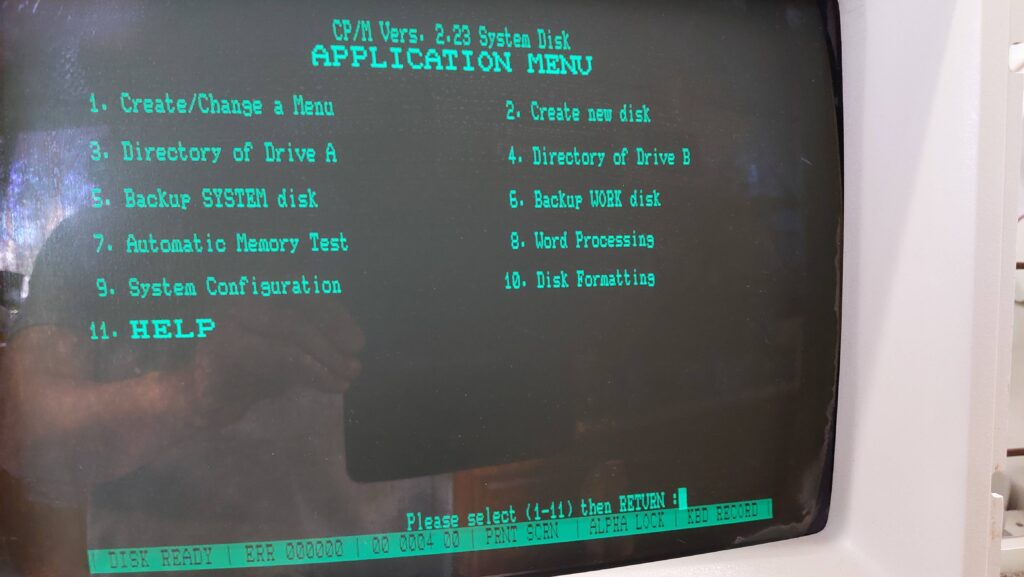 CP/M Vers. 2.23 System Disk
APPLICATION MENU
1. Create/Change a Menu 2. Create new disk
3. Directory of Drive A 4. Directory of Drive B
5. Backup SYSTEM disk 6. Backup WORK disk
7. Automatic Memory Test 8. Word Processing
9. System Configuration 10. Disk Formatting
11. HELP
Please select (1-11) then RETURN :
| DISK READY | ERR 000000 | 00 0004 00 | PRNT SCRN | ALPHA LOCK | KBD RECORD |